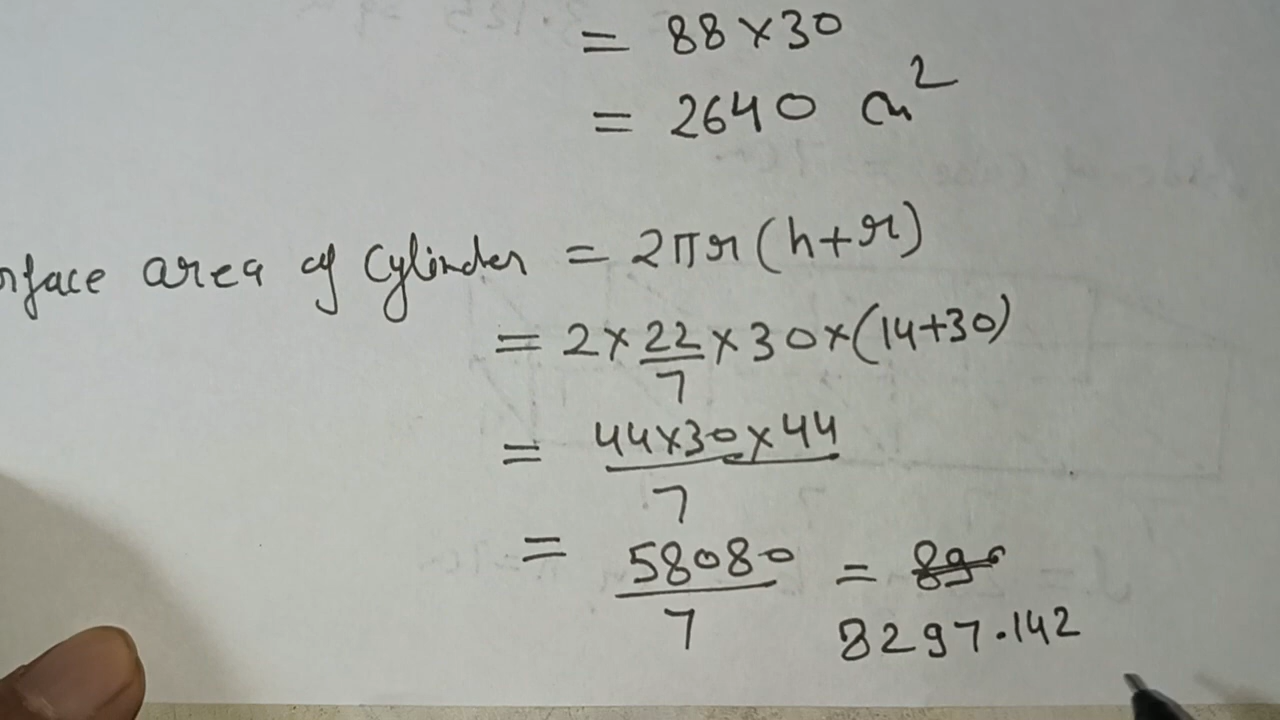 = 88 × 30
= 2640 cm²
rface area of Cylinder = 2πr (h+r)
= 2 × 22/7 × 30 × (14+30)
= 44×30×44/7
= 58080/7 =
8297.142